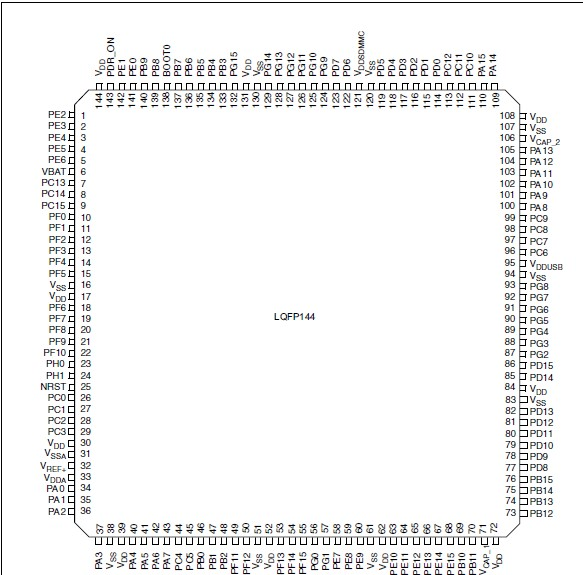 VDD 144
PDR_ON 143
PE1 142
PE0 141
PB9 140
PB8 139
BOOT0 138
PB7 137
PB6 136
PB5 135
PB4 134
PB3 133
PG15 132
VDD 131
VSS 130
PG14 129
PG13 128
PG12 127
PG11 126
PG10 125
PG9 124
PD7 123
PD6 122
VDDSDMMC 121
VSS 120
PD5 119
PD4 118
PD3 117
PD2 116
PD1 115
PD0 114
PC12 113
PC11 112
PC10 111
PA15 110
PA14 109
PE2 1
PE3 2
PE4 3
PE5 4
PE6 5
VBAT 6
PC13 7
PC14 8
PC15 9
PF0 10
PF1 11
PF2 12
PF3 13
PF4 14
PF5 15
VSS 16
VDD 17
PF6 18
PF7 19
PF8 20
PF9 21
PF10 22
PH0 23
PH1 24
NRST 25
PC0 26
PC1 27
PC2 28
PC3 29
VDD 30
VSSA 31
VREF+ 32
VDDA 33
PA0 34
PA1 35
PA2 36
LQFP144
108 VDD
107 VSS
106 VCAP_2
105 PA13
104 PA12
103 PA11
102 PA10
101 PA9
100 PA8
99 PC9
98 PC8
97 PC7
96 PC6
95 VDDUSB
94 VSS
93 PG8
92 PG7
91 PG6
90 PG5
89 PG4
88 PG3
87 PG2
86 PD15
85 PD14
84 VDD
83 VSS
82 PD13
81 PD12
80 PD11
79 PD10
78 PD9
77 PD8
76 PB15
75 PB14
74 PB13
73 PB12
37 PA3
38 VSS
39 VDD
40 PA4
41 PA5
42 PA6
43 PA7
44 PC4
45 PC5
46 PB0
47 PB1
48 PB2
49 PF11
50 PF12
51 VSS
52 VDD
53 PF13
54 PF14
55 PF15
56 PG0
57 PG1
58 PE7
59 PE8
60 PE9
61 VSS
62 VDD
63 PE10
64 PE11
65 PE12
66 PE13
67 PE14
68 PE15
69 PB10
70 PB11
71 VCAP_1
72 VDD